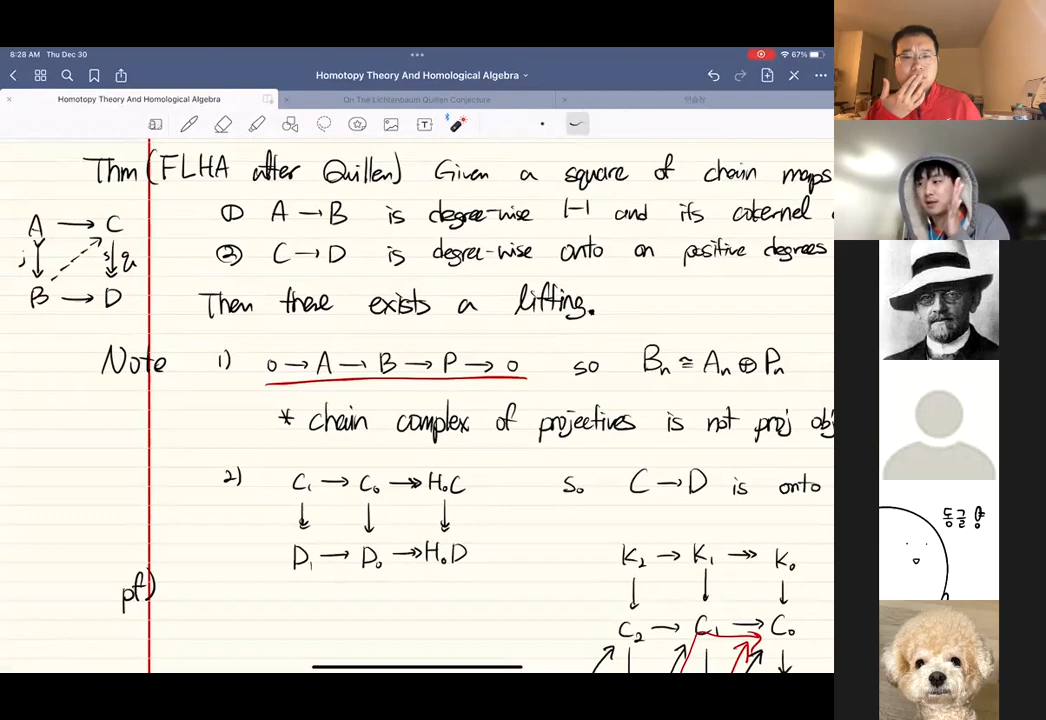 8:28 AM Thu Dec 30
67%
Homotopy Theory And Homological Algebra
Homotopy Theory And Homological Algebra
On The Lichtenbaum Quillen Conjecture
연습장
Thm (FLHA after Quillen) Given a square of chain maps
① A → B is degree-wise 1-1 and its cokernel
② C → D is degree-wise onto on positive degrees
A → C
j
B → D
Then there exists a lifting.
Note 1) 0 → A → B → P → 0 so Bₙ ≅ Aₙ ⊕ Pₙ
* chain complex of projectives is not proj obj
2) C₁ → C₀ ↠ H₀C so C → D is onto
D₁ → D₀ ↠ H₀D
K₂ → K₁ ↠ K₀
pf)
C₂ → C₁ → C₀
동글